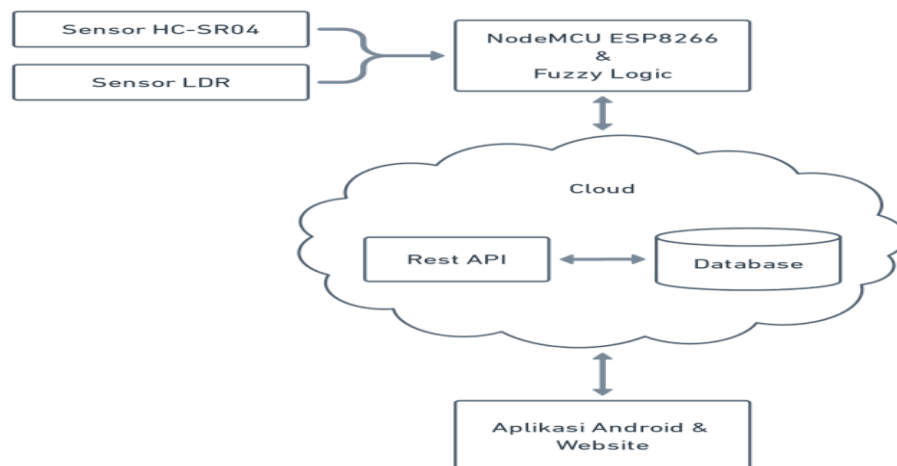 Sensor HC-SR04
Sensor LDR
NodeMCU ESP8266
&
Fuzzy Logic
Cloud
Rest API
Database
Aplikasi Android &
Website